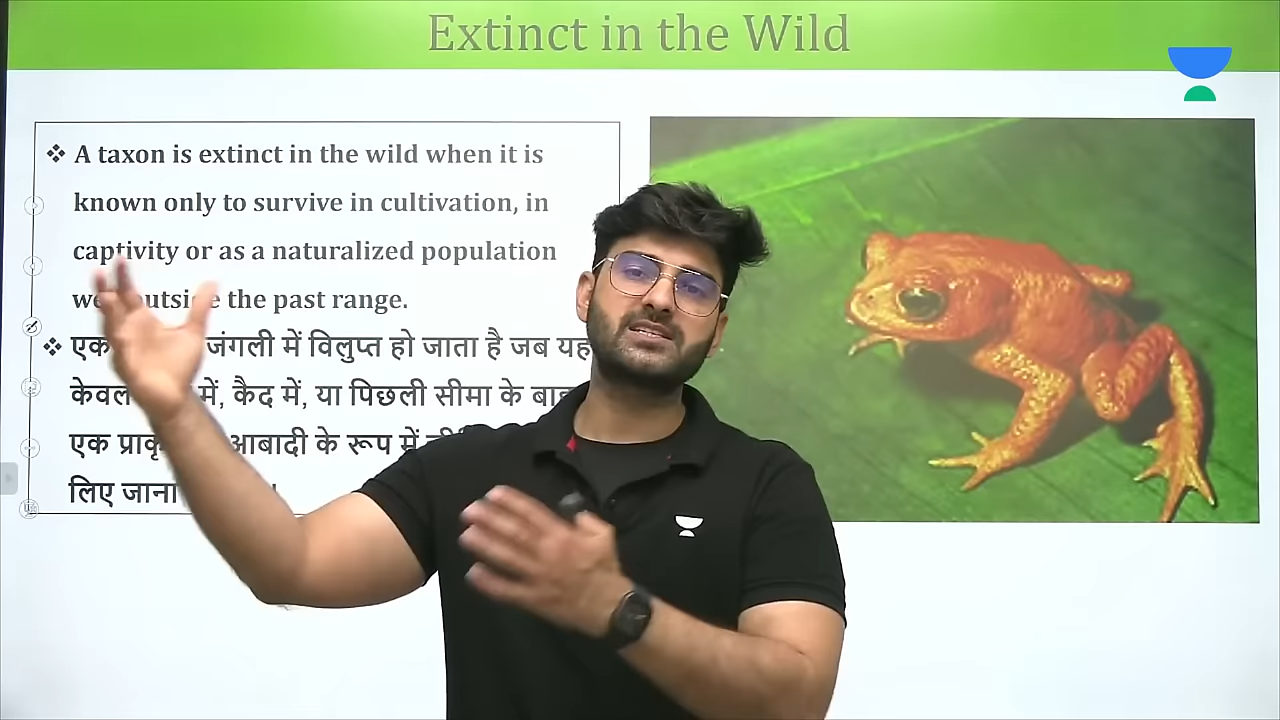 Extinct in the Wild
❖ A taxon is extinct in the wild when it is
known only to survive in cultivation, in
captivity or as a naturalized population
the past range.
❖ एक जंगली में विलुप्त हो जाता है जब यह
केवल में, कैद में, या पिछली सीमा के
एक आबादी के रूप में
लिए जाना